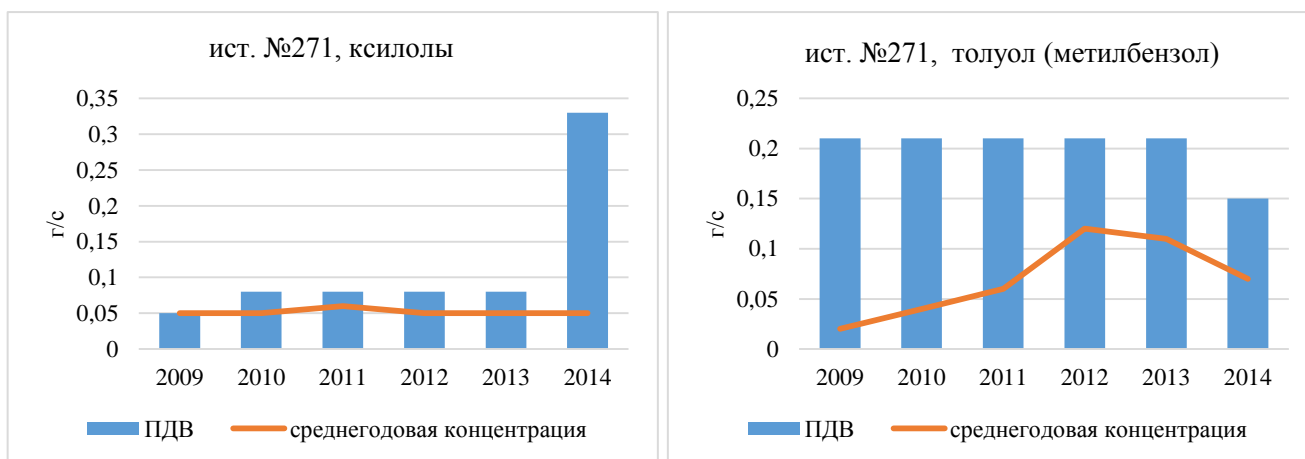 ист. №271, ксилолы
0,35
0,3
0,25
0,2
0,15
0,1
0,05
0
г/с
2009 2010 2011 2012 2013 2014
ПДВ среднегодовая концентрация
ист. №271, толуол (метилбензол)
0,25
0,2
0,15
0,1
0,05
0
г/с
2009 2010 2011 2012 2013 2014
ПДВ среднегодовая концентрация